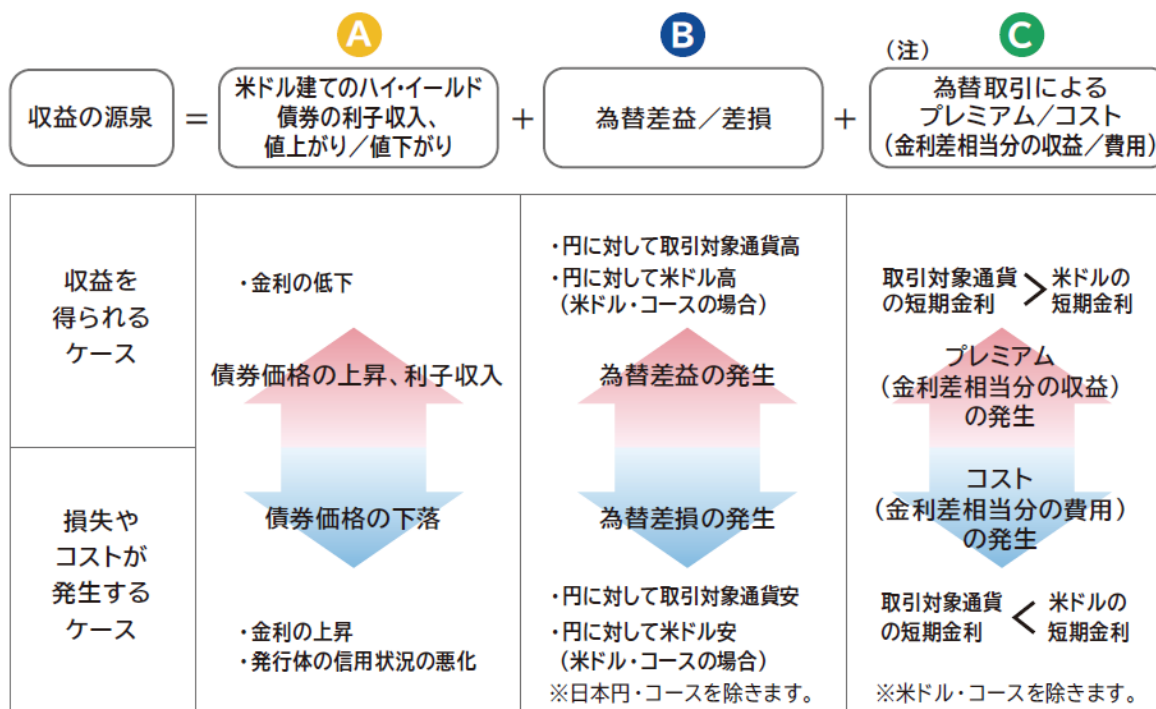 A
B
(注)
C
収益の源泉
=
米ドル建てのハイ・イールド
債券の利子収入、
値上がり/値下がり
+
為替差益/差損
+
為替取引による
プレミアム/コスト
(金利差相当分の収益/費用)
収益を
得られる
ケース
・金利の低下
債券価格の上昇、利子収入
・円に対して取引対象通貨高
・円に対して米ドル高
(米ドル・コースの場合)
為替差益の発生
取引対象通貨
の短期金利
>
米ドルの
短期金利
プレミアム
(金利差相当分の収益)
の発生
損失や
コストが
発生する
ケース
債券価格の下落
・金利の上昇
・発行体の信用状況の悪化
為替差損の発生
・円に対して取引対象通貨安
・円に対して米ドル安
(米ドル・コースの場合)
※日本円・コースを除きます。
コスト
(金利差相当分の費用)
の発生
取引対象通貨
の短期金利
<
米ドルの
短期金利
※米ドル・コースを除きます。